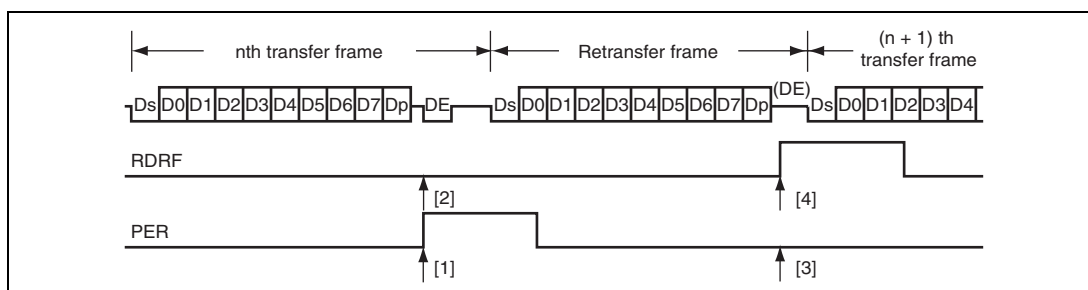 nth transfer frame
Retransfer frame
(n + 1) th
transfer frame
Ds D0 D1 D2 D3 D4 D5 D6 D7 Dp DE Ds D0 D1 D2 D3 D4 D5 D6 D7 Dp (DE) Ds D0 D1 D2 D3 D4
RDRF
[2] [4]
PER
[1] [3]